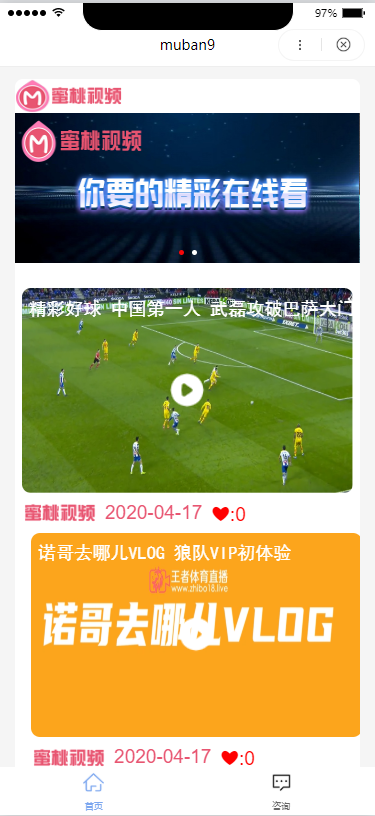 97%
muban9
蜜桃视频
蜜桃视频
你要的精彩在线看
精彩好球 中国第一人 武磊攻破巴萨大门
蜜桃视频 2020-04-17 :0
诺哥去哪儿VLOG 狼队VIP初体验
王者体育直播
www.zhibo18.live
诺哥去哪儿VLOG
蜜桃视频 2020-04-17 :0
首页
咨询